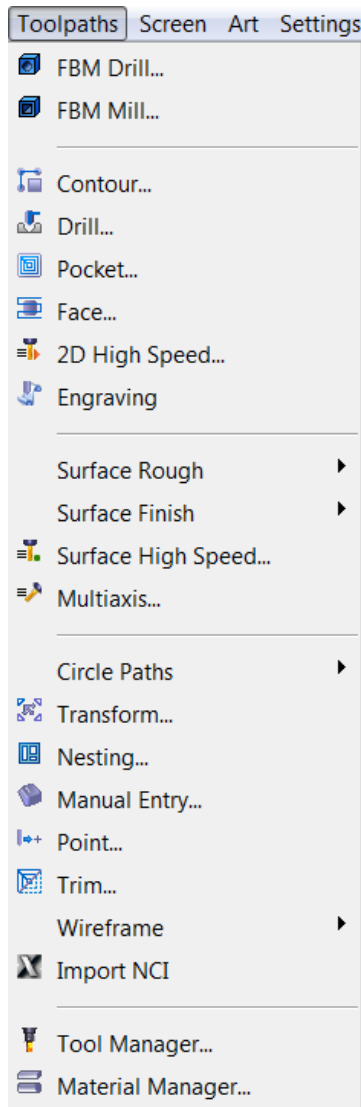 Toolpaths Screen Art Settings
FBM Drill...
FBM Mill...
Contour...
Drill...
Pocket...
Face...
2D High Speed...
Engraving
Surface Rough
Surface Finish
Surface High Speed...
Multiaxis...
Circle Paths
Transform...
Nesting...
Manual Entry...
Point...
Trim...
Wireframe
Import NCI
Tool Manager...
Material Manager...